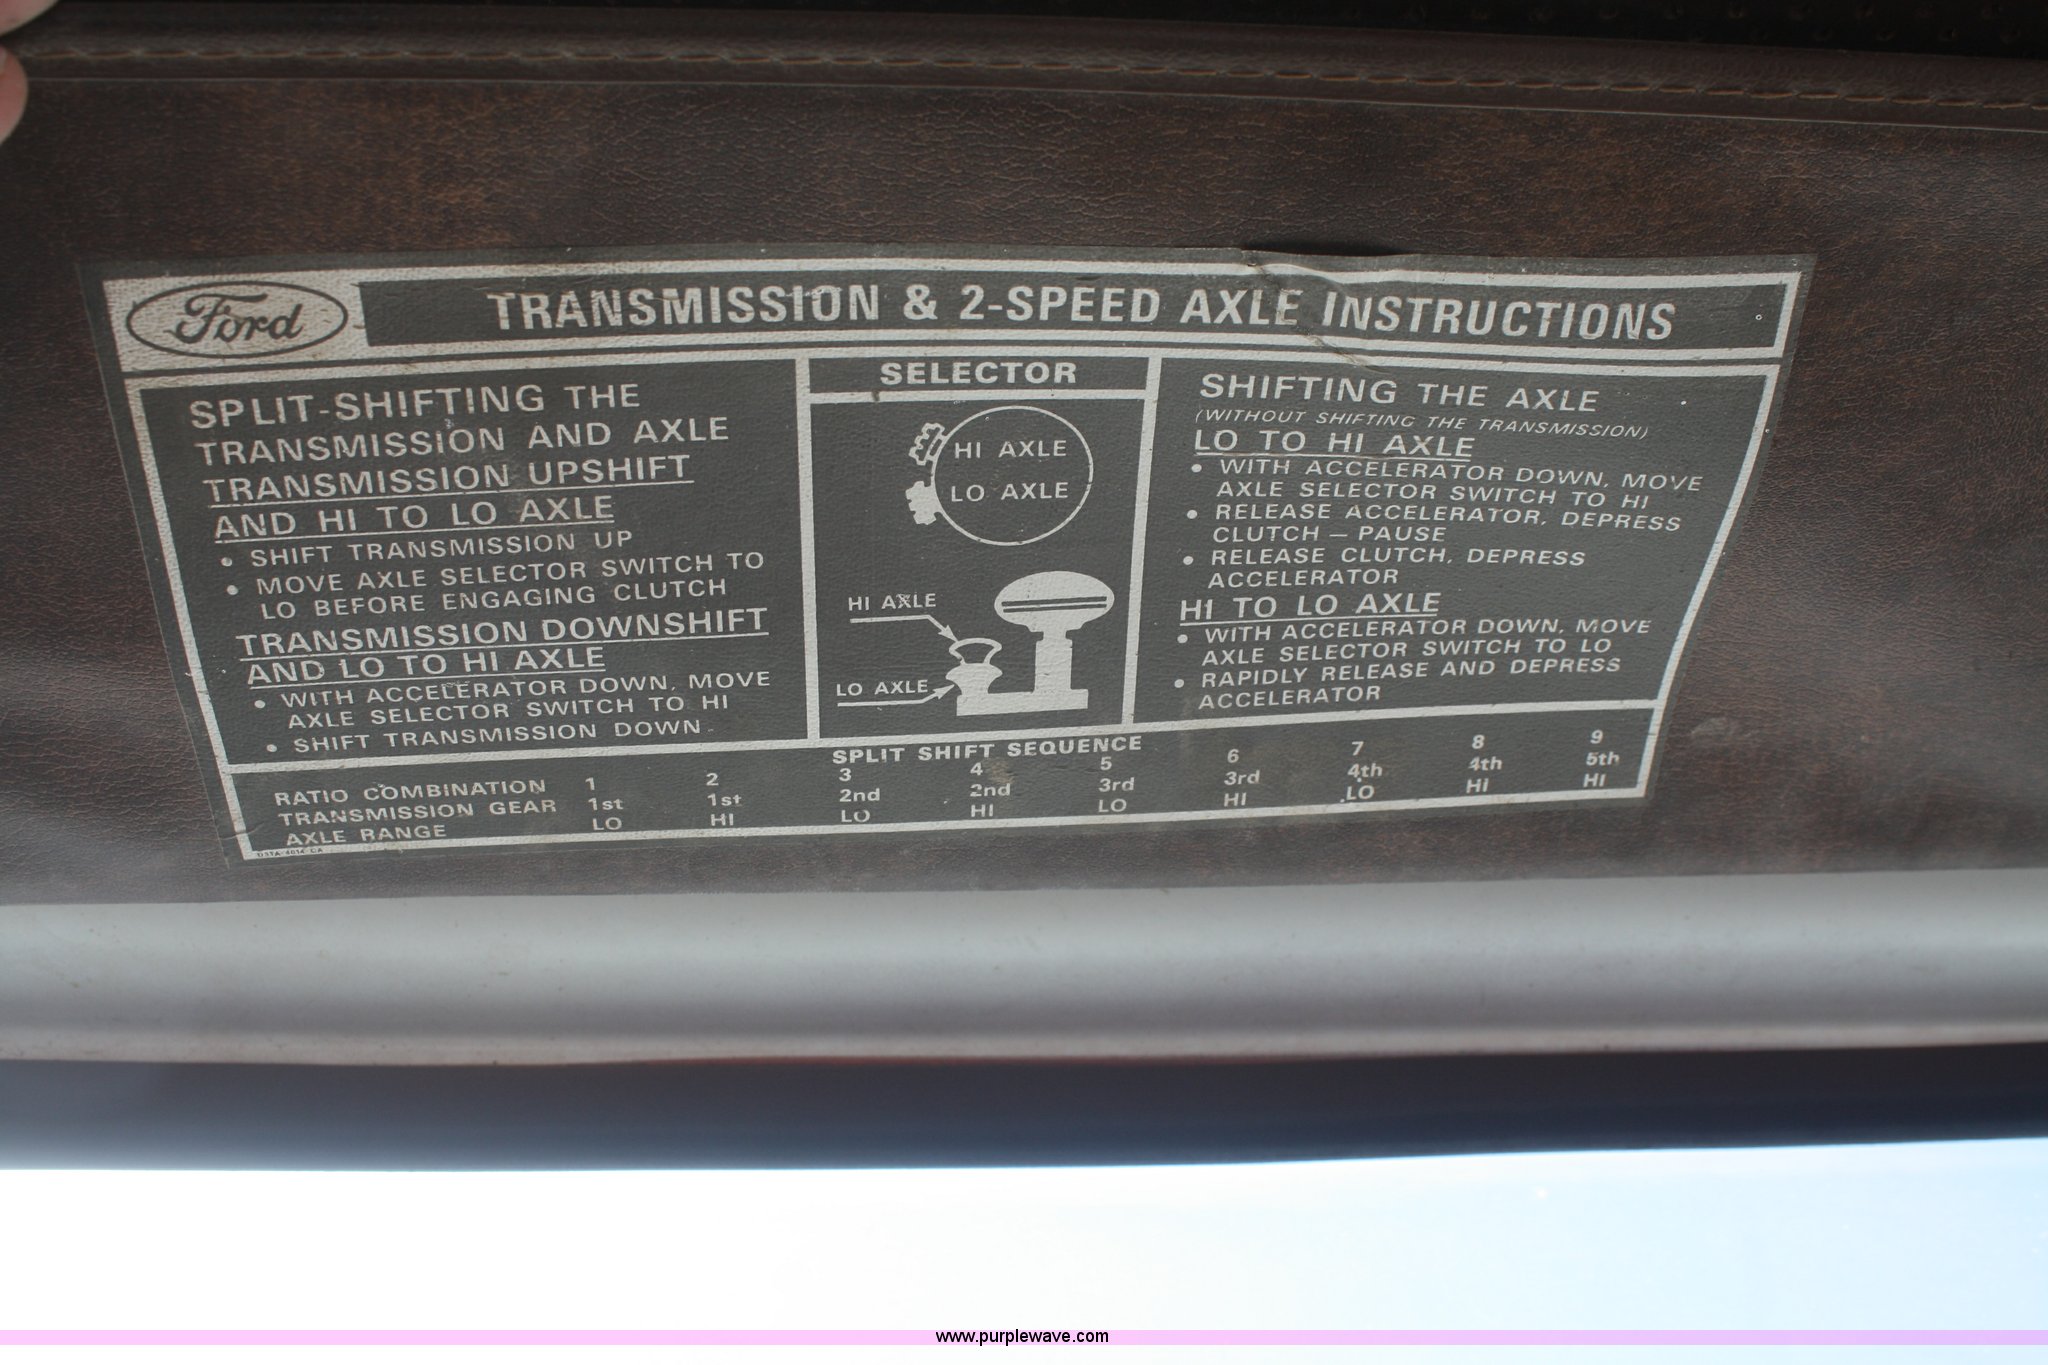 Ford
TRANSMISSION & 2-SPEED AXLE INSTRUCTIONS
SPLIT-SHIFTING THE
TRANSMISSION AND AXLE
TRANSMISSION UPSHIFT
AND HI TO LO AXLE
• SHIFT TRANSMISSION UP
• MOVE AXLE SELECTOR SWITCH TO
LO BEFORE ENGAGING CLUTCH
TRANSMISSION DOWNSHIFT
AND LO TO HI AXLE
• WITH ACCELERATOR DOWN, MOVE
AXLE SELECTOR SWITCH TO HI
• SHIFT TRANSMISSION DOWN
SELECTOR
HI AXLE
LO AXLE
HI AXLE
LO AXLE
SHIFTING THE AXLE
(WITHOUT SHIFTING THE TRANSMISSION)
LO TO HI AXLE
• WITH ACCELERATOR DOWN, MOVE
AXLE SELECTOR SWITCH TO HI
• RELEASE ACCELERATOR, DEPRESS
CLUTCH — PAUSE
• RELEASE CLUTCH, DEPRESS
ACCELERATOR
HI TO LO AXLE
• WITH ACCELERATOR DOWN, MOVE
AXLE SELECTOR SWITCH TO LO
• RAPIDLY RELEASE AND DEPRESS
ACCELERATOR
SPLIT SHIFT SEQUENCE
RATIO COMBINATION 1 2 3 4 5 6 7 8 9
TRANSMISSION GEAR 1st 1st 2nd 2nd 3rd 3rd 4th 4th 5th
AXLE RANGE LO HI LO HI LO HI LO HI HI
www.purplewave.com